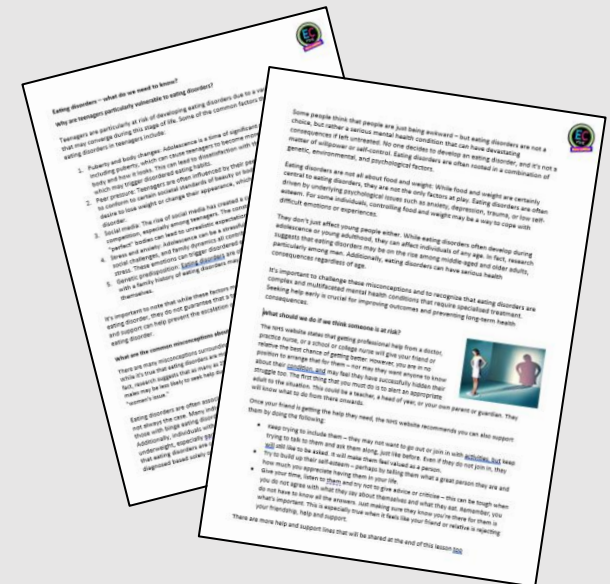 Eating disorders – what do we need to know?
Why are teenagers particularly vulnerable to eating disorders?
Teenagers are particularly at risk of developing eating disorders due to a
that may converge during this stage of life. Some of the common factors
eating disorders in teenagers include:
1. Puberty and body changes: Adolescence is a time of significant
including puberty, which can cause teenagers to become more
body and how it looks. This can lead to dissatisfaction with
which may trigger disordered eating habits.
2. Peer pressure: Teenagers are often influenced by their
to conform to certain societal standards of beauty or
desire to lose weight or change their appearance, which
disorder.
3. Social media: The rise of social media has created a
competition, especially among teenagers. The
"perfect" bodies can lead to unrealistic
4. Stress and anxiety: Adolescence can be a
social challenges, and family dynamics all
stress. These emotions can trigger disordered
5. Genetic predisposition: Eating disorders are
with a family history of eating disorders may
themselves.
It's important to note that while these factors
eating disorder, they do not guarantee that a
and support can help prevent the escalation
eating disorder.
What are the common misconceptions about
There are many misconceptions surrounding
while it's true that eating disorders are
fact, research suggests that as many as
males may be less likely to seek help
"women's issue."
Eating disorders are often
not always the case. Many
those with binge eating
Additionally, individuals with
underweight, especially
that eating disorders are
diagnosed based solely
EC
Some people think that people are just being awkward – but eating disorders are not a
choice, but rather a serious mental health condition that can have devastating
consequences if left untreated. No one decides to develop an eating disorder, and it's not a
matter of willpower or self-control. Eating disorders are often rooted in a combination of
genetic, environmental, and psychological factors.
Eating disorders are not all about food and weight. While food and weight are certainly
central to eating disorders, they are not the only factors at play. Eating disorders are often
driven by underlying psychological issues such as anxiety, depression, trauma, or low self-
esteem. For some individuals, controlling food and weight may be a way to cope with
difficult emotions or experiences.
They don't just affect young people either. While eating disorders often develop during
adolescence or young adulthood, they can affect individuals of any age. In fact, research
suggests that eating disorders may be on the rise among middle-aged and older adults,
particularly among men. Additionally, eating disorders can have serious health
consequences regardless of age.
It's important to challenge these misconceptions and to recognize that eating disorders are
complex and multifaceted mental health conditions that require specialised treatment.
Seeking help early is crucial for improving outcomes and preventing long-term health
consequences.
What should we do if we think someone is at risk?
The NHS website states that getting professional help from a doctor,
practice nurse, or a school or college nurse will give your friend or
relative the best chance of getting better. However, you are in no
position to arrange that for them – nor may they want anyone to know
about their condition, and may feel they have successfully hidden their
struggle too. The first thing that you must do is to alert an appropriate
adult to the situation. This could be a teacher, a head of year, or your own parent or guardian. They
will know what to do from there onwards.
Once your friend is getting the help they need, the NHS website recommends you can also support
them by doing the following:
• Keep trying to include them – they may not want to go out or join in with activities, but keep
trying to talk to them and ask them along, just like before. Even if they do not join in, they
will still like to be asked. It will make them feel valued as a person.
• Try to build up their self-esteem – perhaps by telling them what a great person they are and
how much you appreciate having them in your life.
• Give your time, listen to them and try not to give advice or criticise – this can be tough when
you do not agree with what they say about themselves and what they eat. Remember, you
do not have to know all the answers. Just making sure they know you're there for them is
what's important. This is especially true when it feels like your friend or relative is rejecting
your friendship, help and support.
There are more help and support lines that will be shared at the end of this lesson too
EC